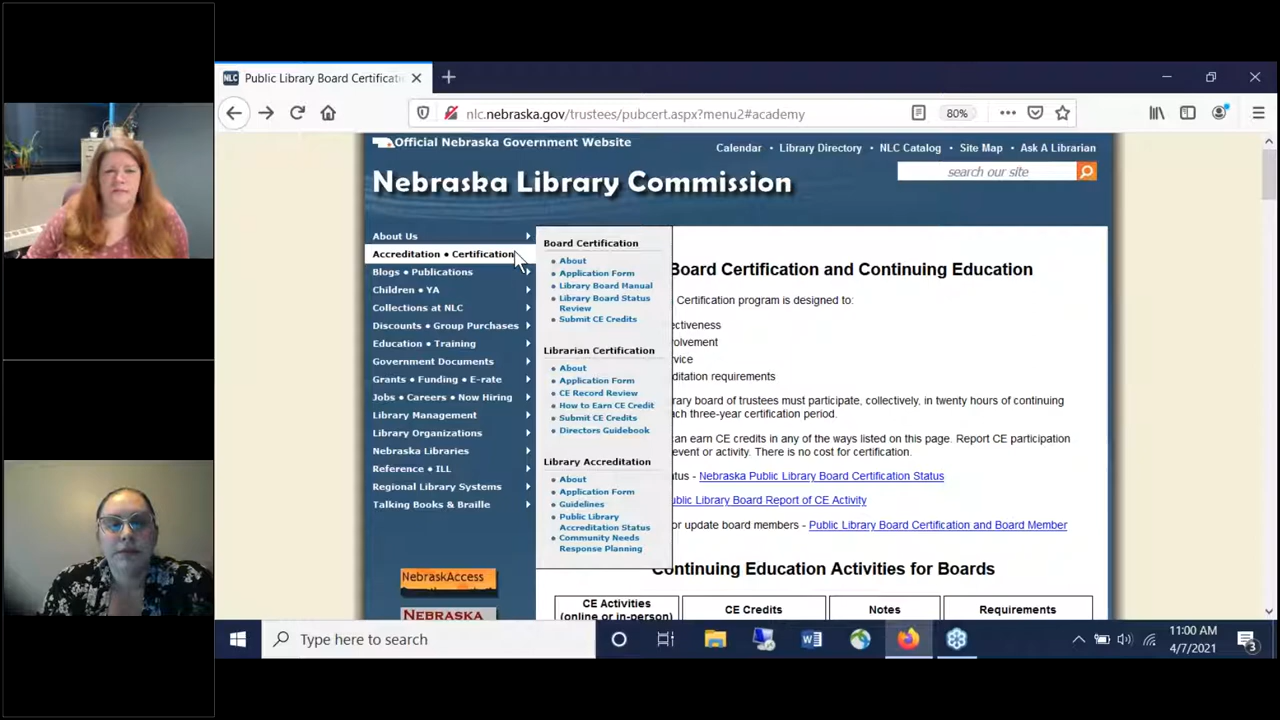 NLC Public Library Board Certificati
nlc.nebraska.gov/trustees/pubcert.aspx?menu2#academy
80%
Official Nebraska Government Website
Calendar • Library Directory • NLC Catalog • Site Map • Ask A Librarian
Nebraska Library Commission
search our site
About Us
Accreditation • Certification
Blogs • Publications
Children • YA
Collections at NLC
Discounts • Group Purchases
Education • Training
Government Documents
Grants • Funding • E-rate
Jobs • Careers • Now Hiring
Library Management
Library Organizations
Nebraska Libraries
Reference • ILL
Regional Library Systems
Talking Books & Braille
NebraskAccess
NEBRASKA
Board Certification
About
Application Form
Library Board Manual
Library Board Status
Review
Submit CE Credits
Librarian Certification
About
Application Form
CE Record Review
How to Earn CE Credit
Submit CE Credits
Directors Guidebook
Library Accreditation
About
Application Form
Guidelines
Public Library
Accreditation Status
Community Needs
Response Planning
Board Certification and Continuing Education
Certification program is designed to:
ectiveness
volvement
rvice
ditation requirements
brary board of trustees must participate, collectively, in twenty hours of continuing
ach three-year certification period.
can earn CE credits in any of the ways listed on this page. Report CE participation
event or activity. There is no cost for certification.
tatus - Nebraska Public Library Board Certification Status
ublic Library Board Report of CE Activity
or update board members - Public Library Board Certification and Board Member
Continuing Education Activities for Boards
CE Activities
(online or in-person)
CE Credits
Notes
Requirements
Type here to search
11:00 AM
4/7/2021
3